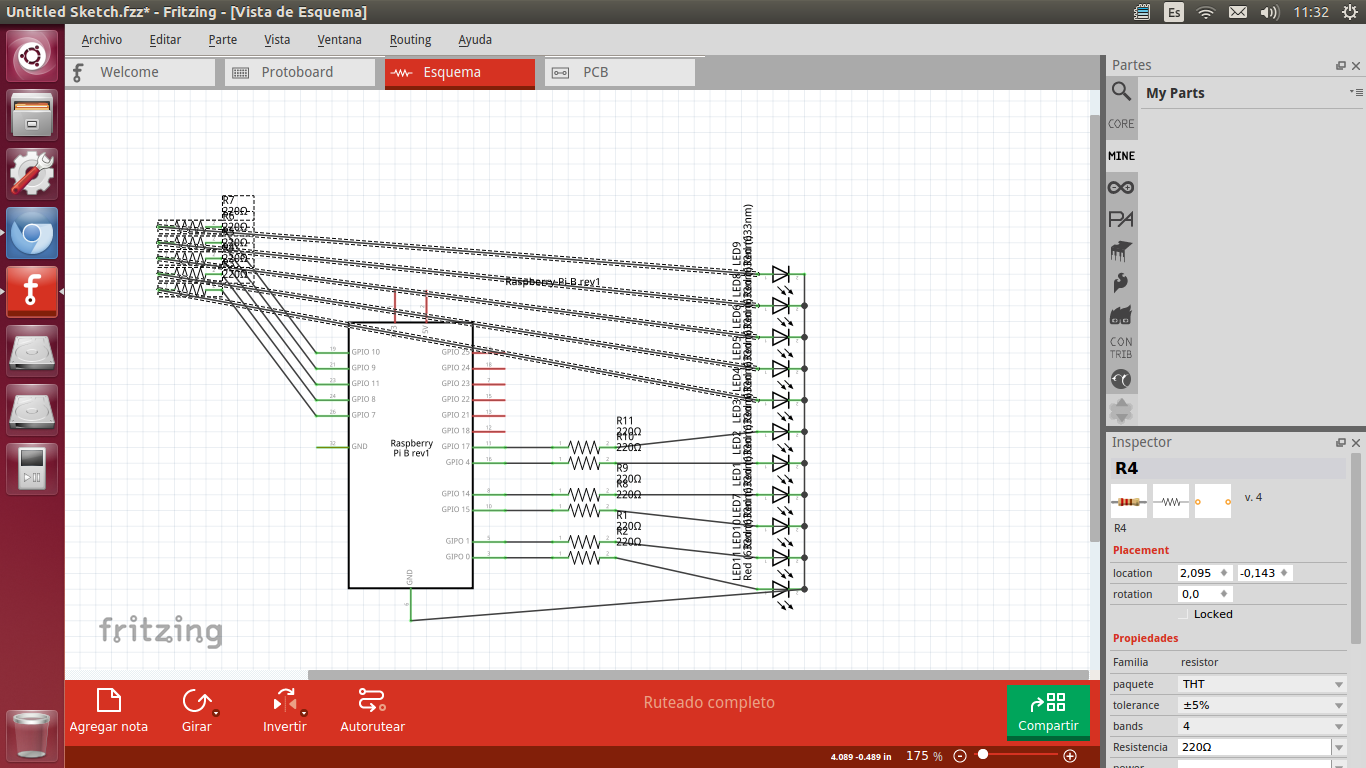 Untitled Sketch.fzz* - Fritzing - [Vista de Esquema]
Es
11:32
Archivo Editar Parte Vista Ventana Routing Ayuda
Welcome
Protoboard
Esquema
PCB
Partes
My Parts
CORE
MINE
CON
TRIB
R7
220Ω
220Ω
220Ω
220Ω
220Ω
Raspberry Pi B rev1
GPIO 10
GPIO 9
GPIO 11
GPIO 8
GPIO 7
GND
GPIO 25
GPIO 24
GPIO 23
GPIO 22
GPIO 21
GPIO 18
GPIO 17
GPIO 4
GPIO 14
GPIO 15
GIPO 1
GIPO 0
GND
Raspberry
Pi B rev1
R11
220Ω
R10
220Ω
R9
220Ω
R8
220Ω
R1
220Ω
R2
220Ω
LED9
LED8
LED6
LED5
LED4
LED3
LED2
LED1
LED7
LED10
LED11
fritzing
Inspector
R4
v. 4
R4
Placement
location 2,095 -0,143
rotation 0,0
Locked
Propiedades
Familia resistor
paquete THT
tolerance ±5%
bands 4
Resistencia 220Ω
Agregar nota
Girar
Invertir
Autorutear
Ruteado completo
Compartir
4.089 -0.489 in
175 %